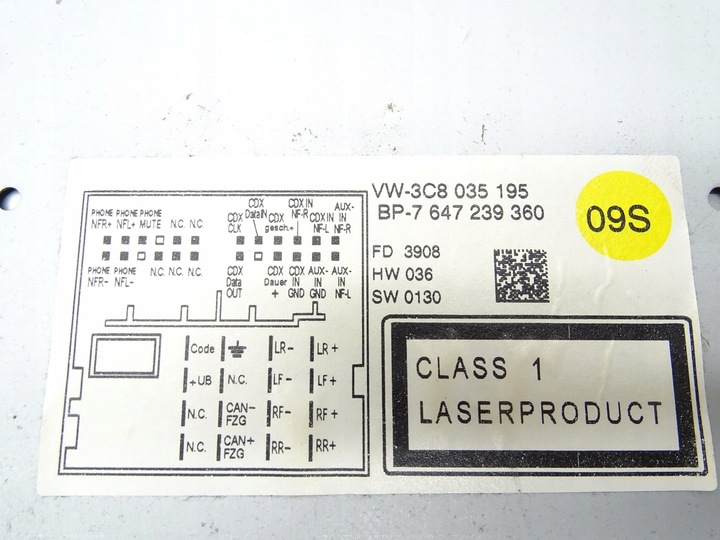 VW-3C8 035 195
BP-7 647 239 360
FD 3908
HW 036
SW 0130
09S
CLASS 1
LASERPRODUCT
PHONE NFR+
PHONE NFL+
PHONE MUTE
N.C.
N.C.
CDX CLK
CDX DataIN
gesch.+
CDX IN NF-R
CDX IN NF-L
AUX-IN NF-R
PHONE NFR-
PHONE NFL-
N.C.
N.C.
N.C.
CDX Data OUT
CDX Dauer +
CDX IN GND
AUX-IN GND
AUX-IN NF-L
Code
LR-
LR+
+UB
N.C.
LF-
LF+
N.C.
CAN- FZG
RF-
RF+
N.C.
CAN+ FZG
RR-
RR+